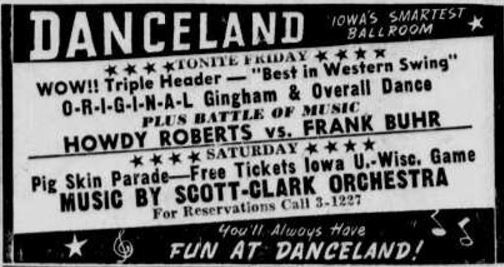 DANCELAND
IOWA'S SMARTEST
BALLROOM
TONITE FRIDAY
WOW!! Triple Header — "Best in Western Swing"
O-R-I-G-I-N-A-L Gingham & Overall Dance
PLUS BATTLE OF MUSIC
HOWDY ROBERTS vs. FRANK BUHR
SATURDAY
Pig Skin Parade—Free Tickets Iowa U.-Wisc. Game
MUSIC BY SCOTT-CLARK ORCHESTRA
For Reservations Call 3-1227
You'll Always Have
FUN AT DANCELAND!